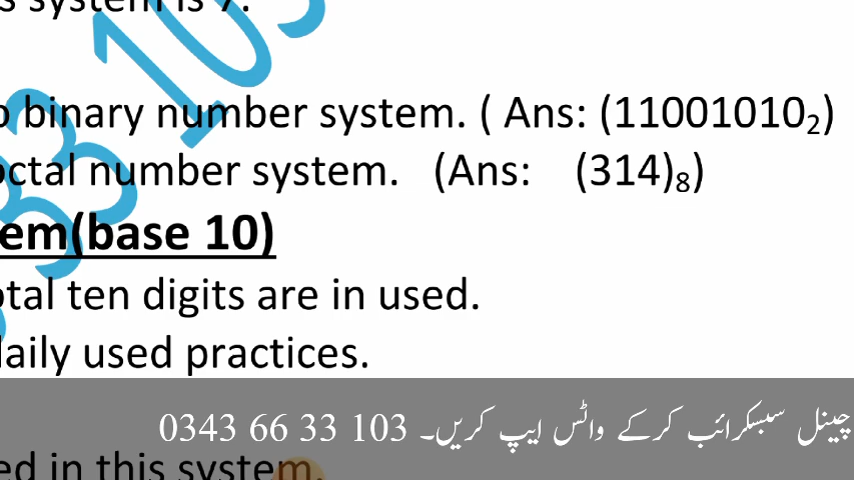 s system is 7.
binary number system. ( Ans: (11001010₂)
octal number system. (Ans: (314)₈)
em(base 10)
otal ten digits are in used.
daily used practices.
چینل سبسکرائب کرکے واٹس ایپ کریں۔ 0343 66 33 103
ed in this system.
33 103